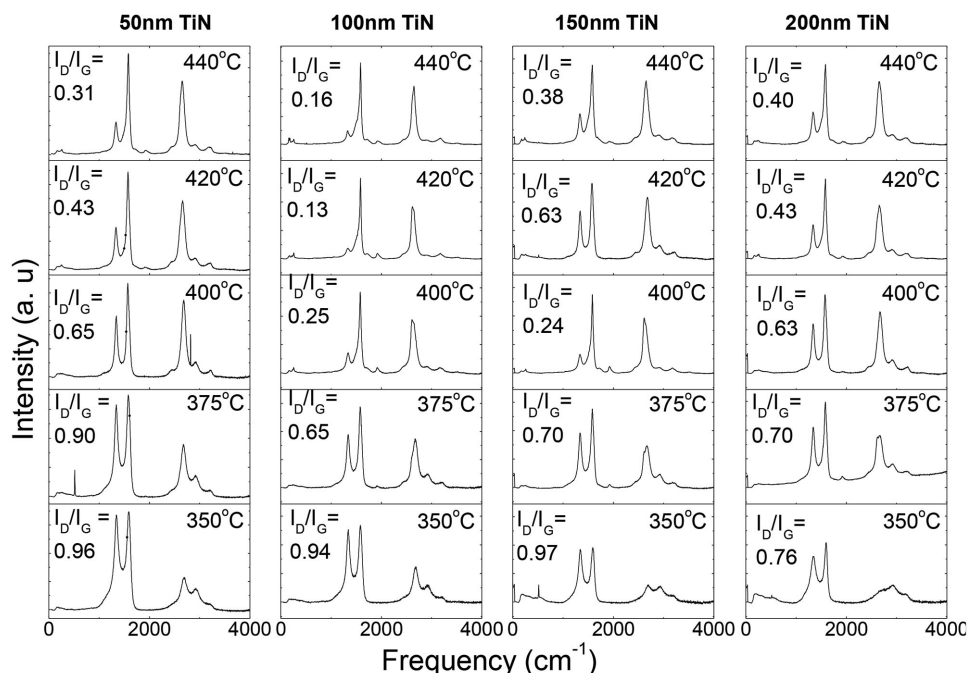 50nm TiN 100nm TiN 150nm TiN 200nm TiN
I_D/I_G= 440°C I_D/I_G= 440°C I_D/I_G= 440°C I_D/I_G= 440°C
0.31 0.16 0.38 0.40
I_D/I_G= 420°C I_D/I_G= 420°C I_D/I_G= 420°C I_D/I_G= 420°C
0.43 0.13 0.63 0.43
I_D/I_G= 400°C I_D/I_G= 400°C I_D/I_G= 400°C I_D/I_G= 400°C
0.65 0.25 0.24 0.63
I_D/I_G= 375°C I_D/I_G= 375°C I_D/I_G= 375°C I_D/I_G= 375°C
0.90 0.65 0.70 0.70
I_D/I_G= 350°C I_D/I_G= 350°C I_D/I_G= 350°C I_D/I_G= 350°C
0.96 0.94 0.97 0.76
0 2000 4000 0 2000 4000 0 2000 4000 0 2000 4000
Intensity (a. u)
Frequency (cm⁻¹)